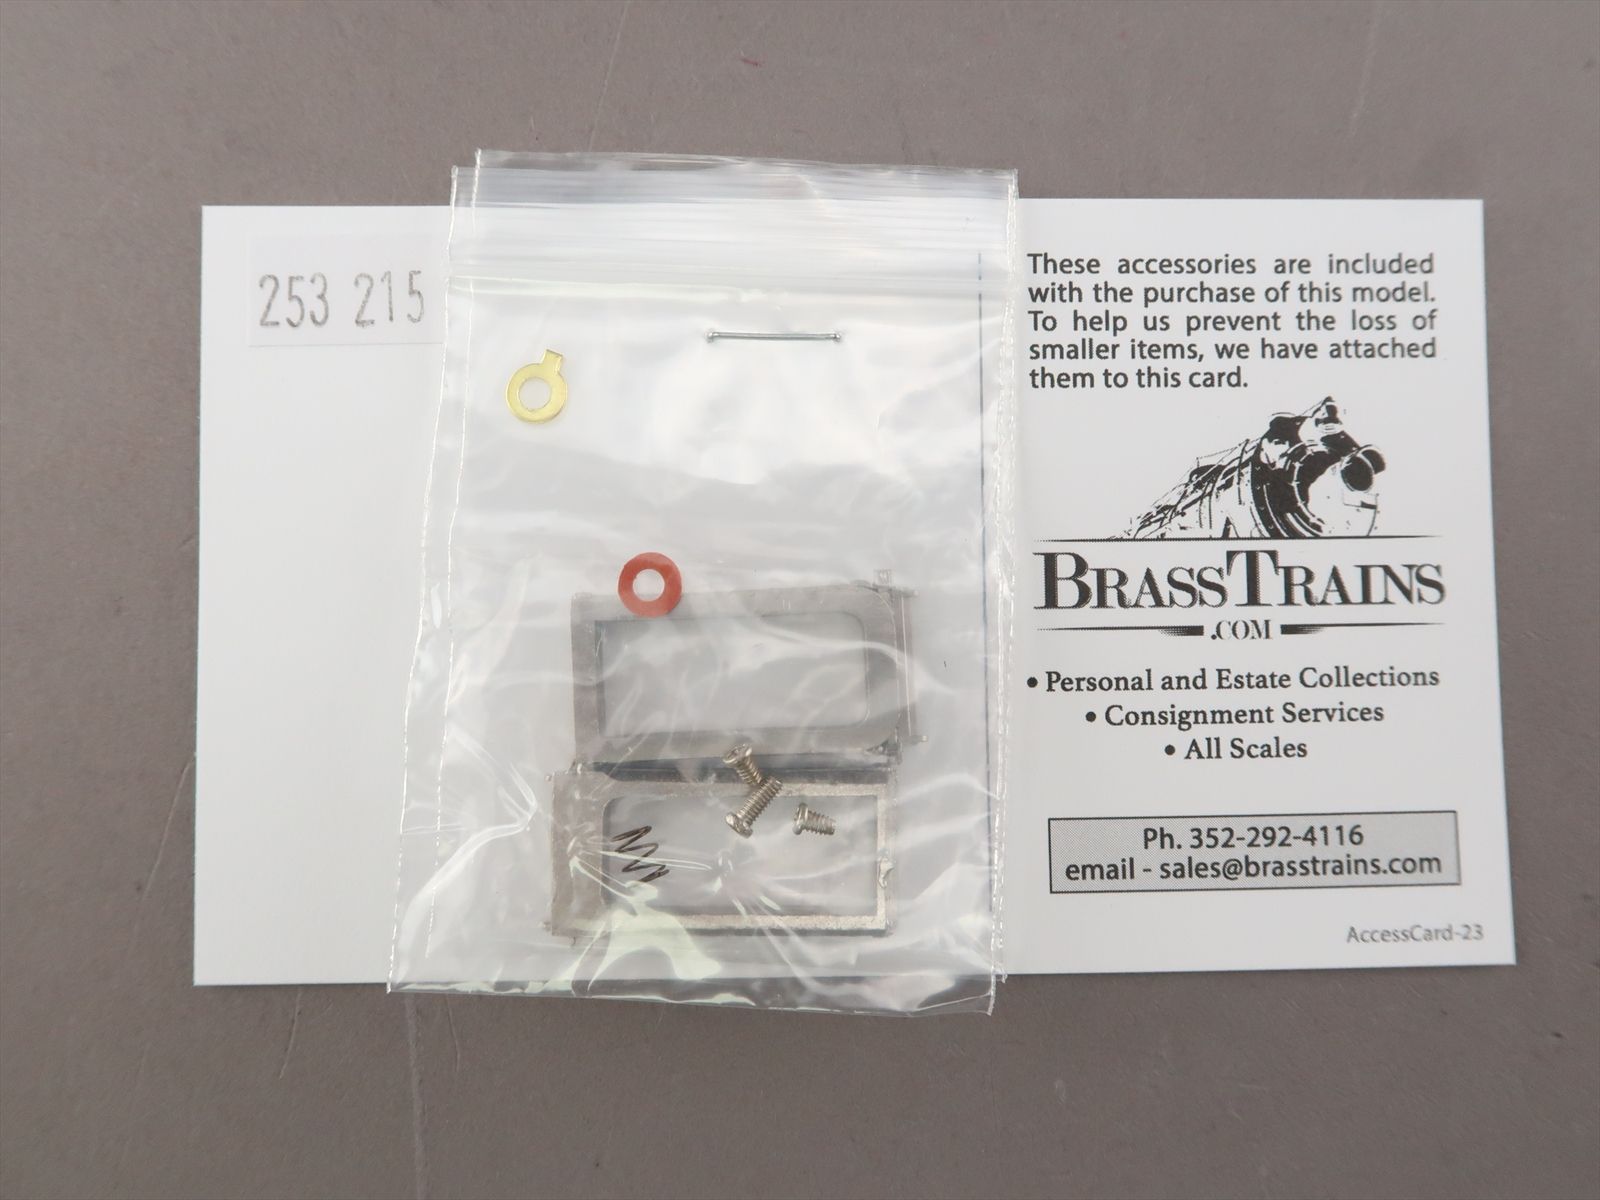 253 215
These accessories are included
with the purchase of this model.
To help us prevent the loss of
smaller items, we have attached
them to this card.
BRASSTRAINS
.COM
• Personal and Estate Collections
• Consignment Services
• All Scales
Ph. 352-292-4116
email - sales@brasstrains.com
AccessCard-23